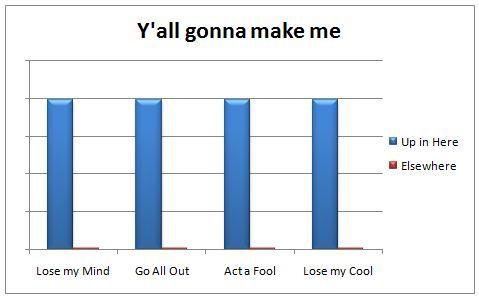 Y'all gonna make me
Up in Here
Elsewhere
Lose my Mind
Go All Out
Act a Fool
Lose my Cool